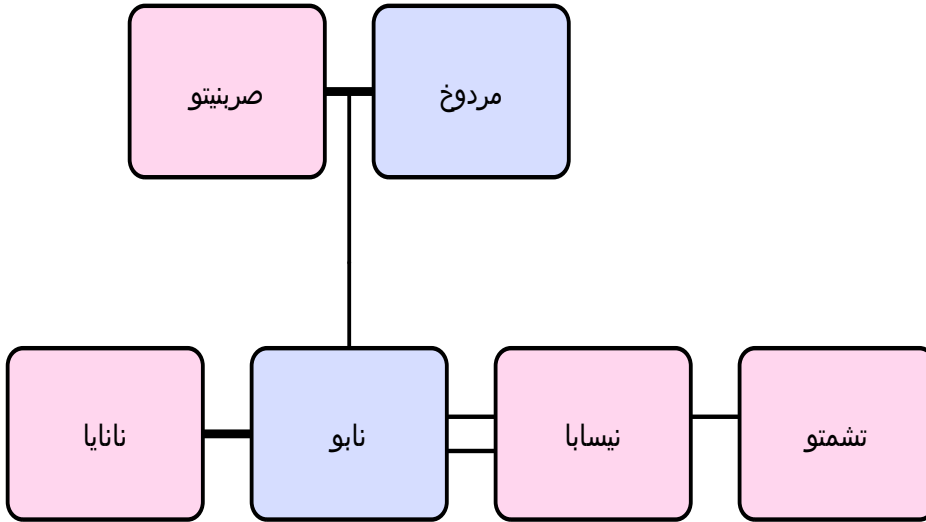 مردوخ
صربنيتو
تشمتو
نيسابا
نابو
نانايا